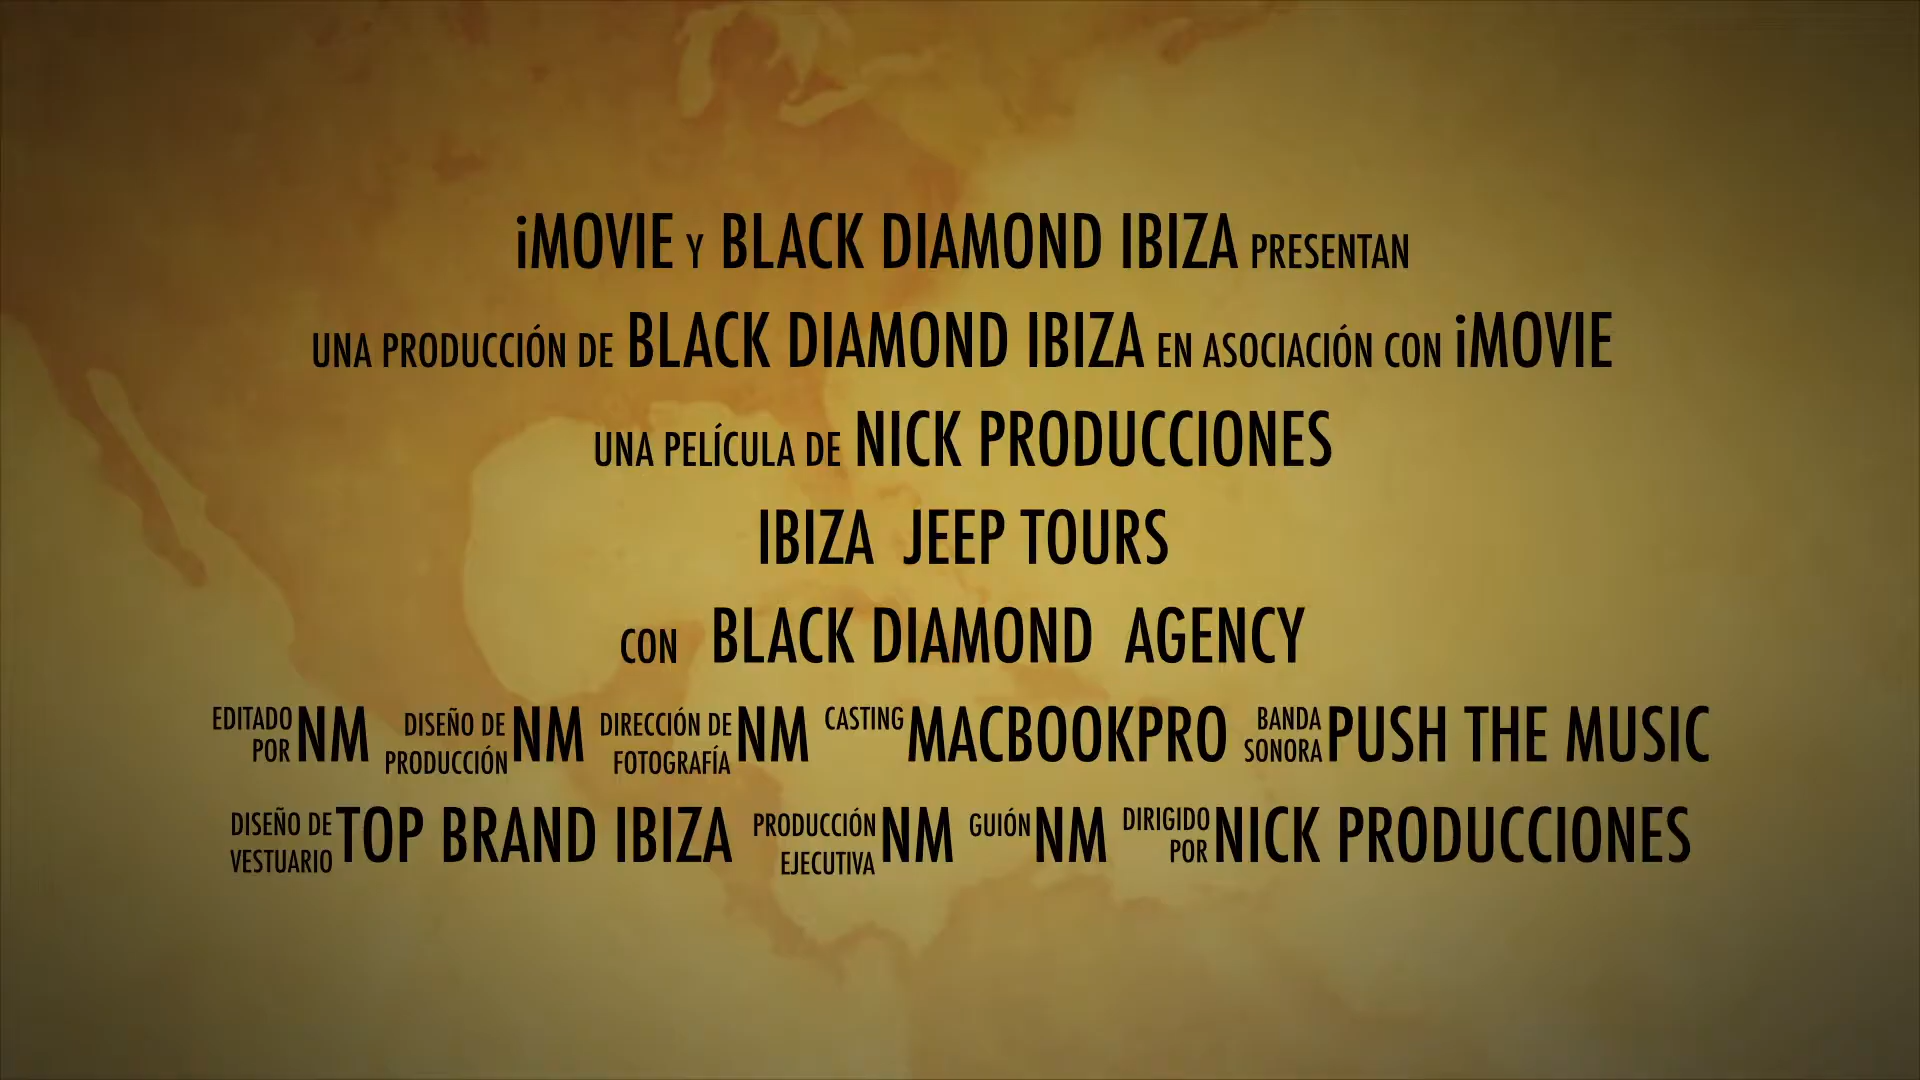 iMOVIE Y BLACK DIAMOND IBIZA PRESENTAN
UNA PRODUCCIÓN DE BLACK DIAMOND IBIZA EN ASOCIACIÓN CON iMOVIE
UNA PELÍCULA DE NICK PRODUCCIONES
IBIZA JEEP TOURS
CON BLACK DIAMOND AGENCY
EDITADO POR NM DISEÑO DE PRODUCCIÓN NM DIRECCIÓN DE FOTOGRAFÍA NM CASTING MACBOOKPRO BANDA SONORA PUSH THE MUSIC
DISEÑO DE VESTUARIO TOP BRAND IBIZA PRODUCCIÓN EJECUTIVA NM GUIÓN NM DIRIGIDO POR NICK PRODUCCIONES